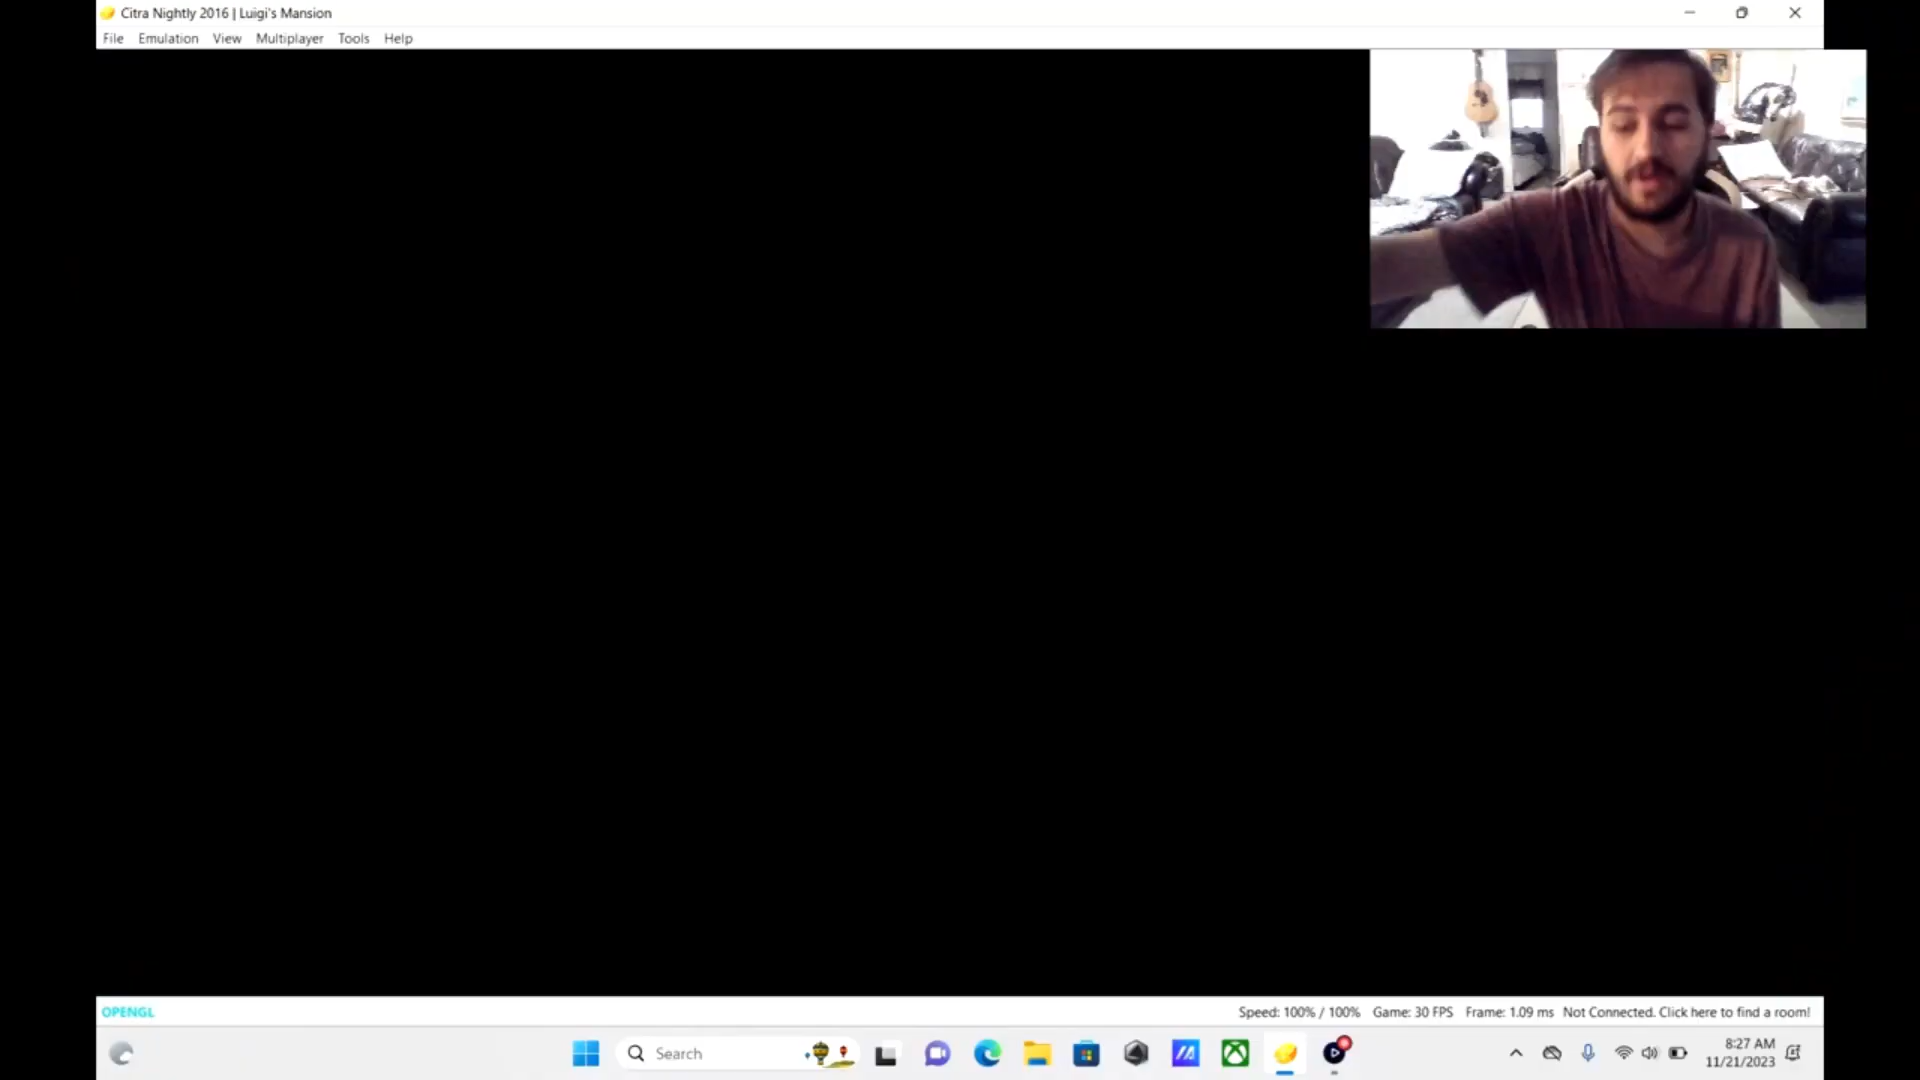 Citra Nightly 2016 | Luigi's Mansion
File Emulation View Multiplayer Tools Help
OPENGL
Speed: 100% / 100% Game: 30 FPS Frame: 1.09 ms Not Connected. Click here to find a room!
Search
8:27 AM
11/21/2023